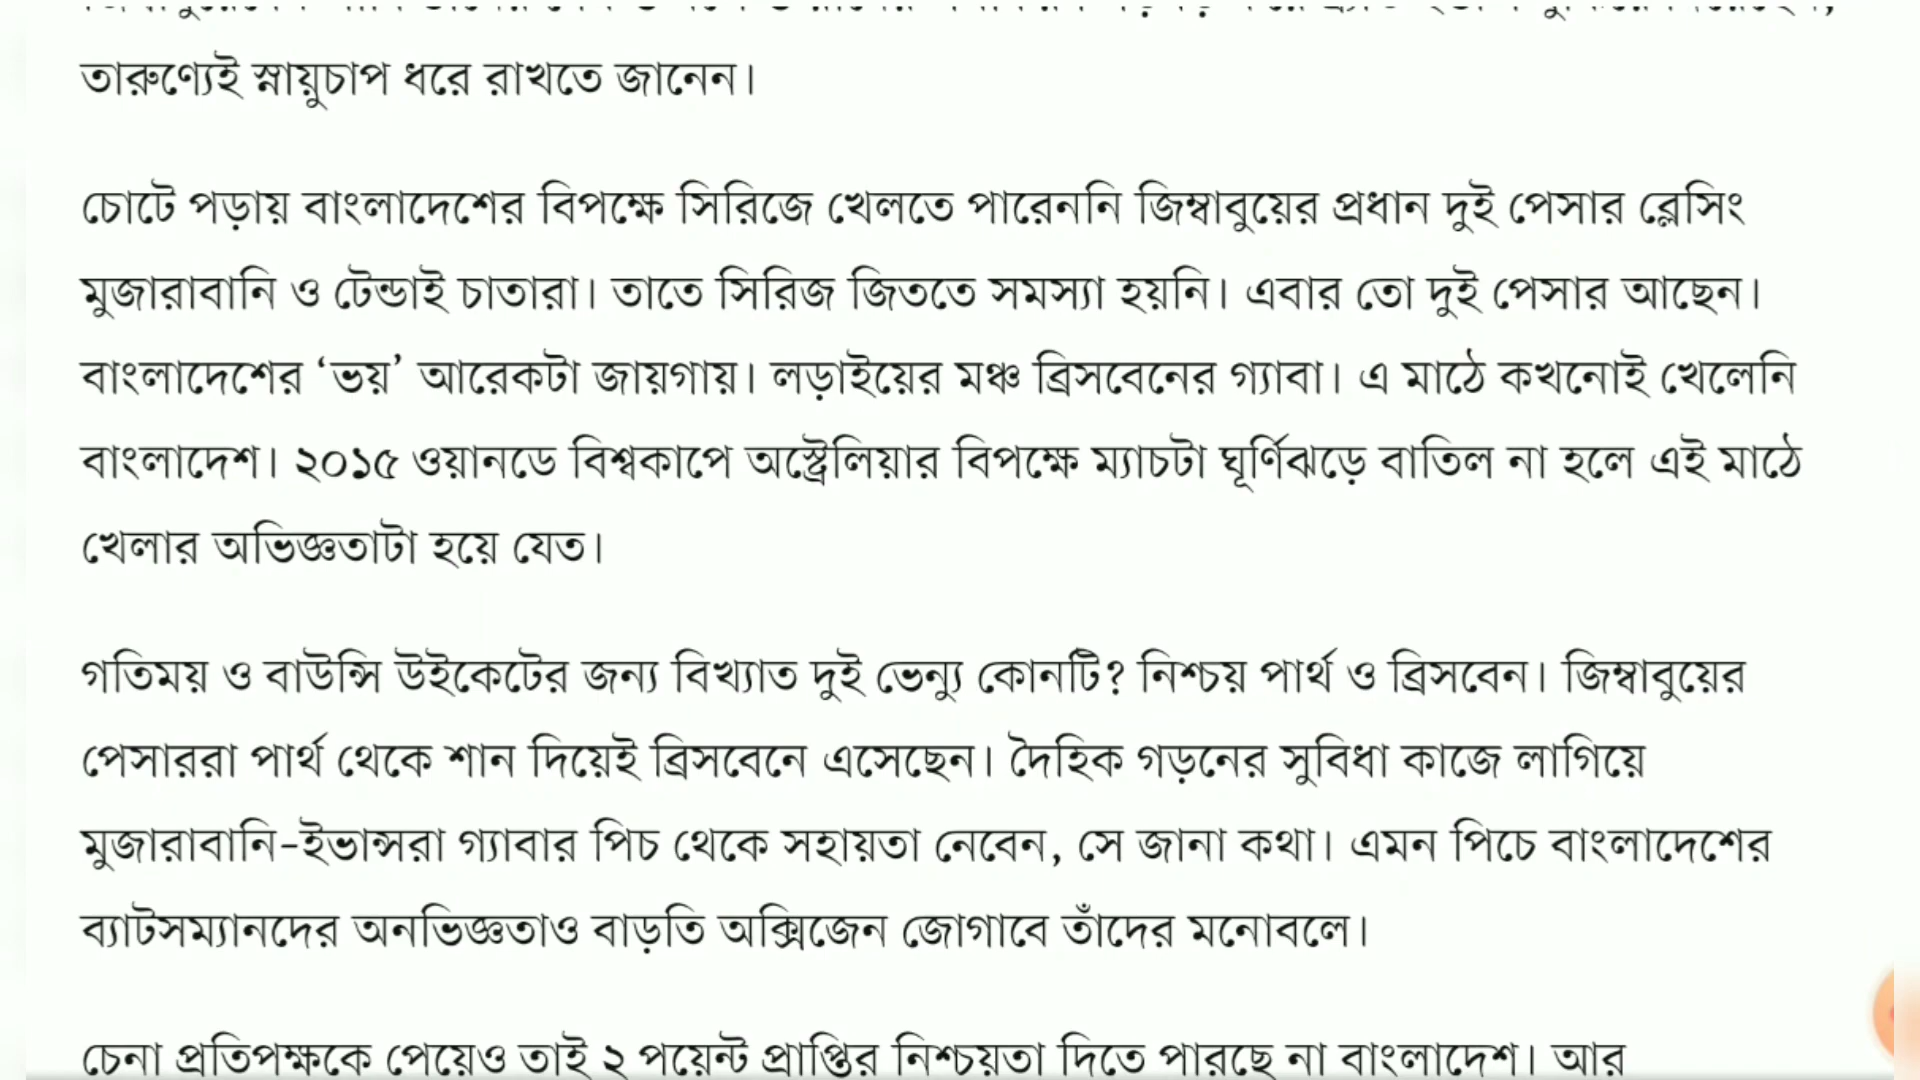 তারুণ্যেই স্নায়ুচাপ ধরে রাখতে জানেন।
চোটে পড়ায় বাংলাদেশের বিপক্ষে সিরিজে খেলতে পারেননি জিম্বাবুয়ের প্রধান দুই পেসার ব্লেসিং
মুজারাবানি ও টেন্ডাই চাতারা। তাতে সিরিজ জিততে সমস্যা হয়নি। এবার তো দুই পেসার আছেন।
বাংলাদেশের ‘ভয়’ আরেকটা জায়গায়। লড়াইয়ের মঞ্চ ব্রিসবেনের গ্যাবা। এ মাঠে কখনোই খেলেনি
বাংলাদেশ। ২০১৫ ওয়ানডে বিশ্বকাপে অস্ট্রেলিয়ার বিপক্ষে ম্যাচটা ঘূর্ণিঝড়ে বাতিল না হলে এই মাঠে
খেলার অভিজ্ঞতাটা হয়ে যেত।
গতিময় ও বাউন্সি উইকেটের জন্য বিখ্যাত দুই ভেন্যু কোনটি? নিশ্চয় পার্থ ও ব্রিসবেন। জিম্বাবুয়ের
পেসাররা পার্থ থেকে শান দিয়েই ব্রিসবেনে এসেছেন। দৈহিক গড়নের সুবিধা কাজে লাগিয়ে
মুজারাবানি-ইভান্সরা গ্যাবার পিচ থেকে সহায়তা নেবেন, সে জানা কথা। এমন পিচে বাংলাদেশের
ব্যাটসম্যানদের অনভিজ্ঞতাও বাড়তি অক্সিজেন জোগাবে তাঁদের মনোবলে।
চেনা প্রতিপক্ষকে পেয়েও তাই ২ পয়েন্ট প্রাপ্তির নিশ্চয়তা দিতে পারছে না বাংলাদেশ। আর